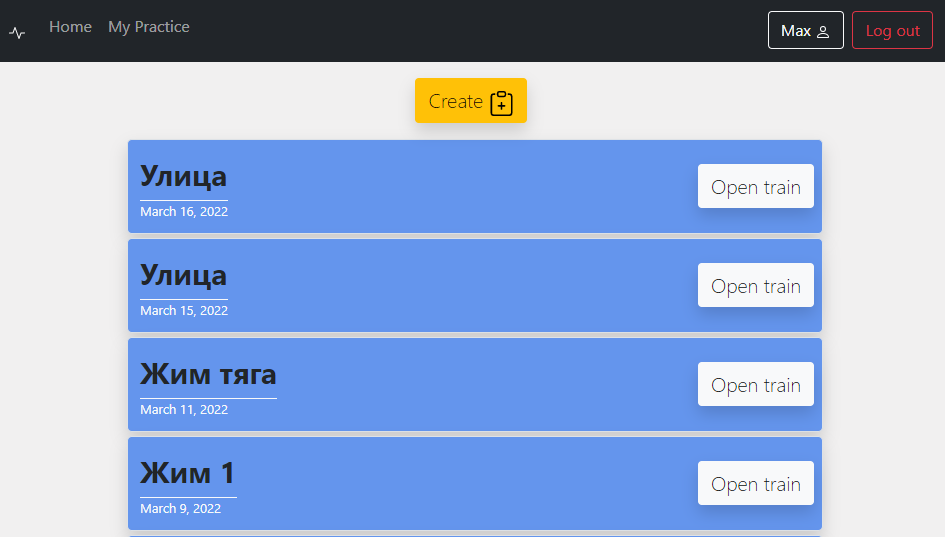 Home My Practice Max Log out
Create
Улица
March 16, 2022
Open train
Улица
March 15, 2022
Open train
Жим тяга
March 11, 2022
Open train
Жим 1
March 9, 2022
Open train